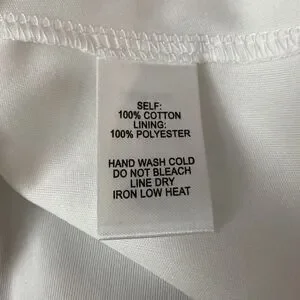 SELF:
100% COTTON
LINING:
100% POLYESTER
HAND WASH COLD
DO NOT BLEACH
LINE DRY
IRON LOW HEAT